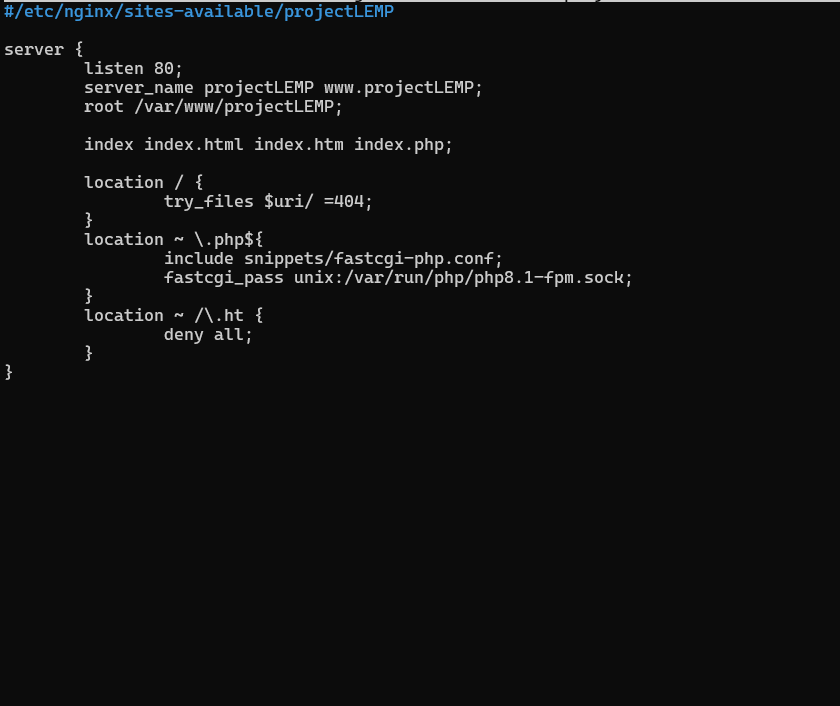 #/etc/nginx/sites-available/projectLEMP
server {
listen 80;
server_name projectLEMP www.projectLEMP;
root /var/www/projectLEMP;
index index.html index.htm index.php;
location / {
try_files $uri/ =404;
}
location ~ \.php${
include snippets/fastcgi-php.conf;
fastcgi_pass unix:/var/run/php/php8.1-fpm.sock;
}
location ~ /\.ht {
deny all;
}
}